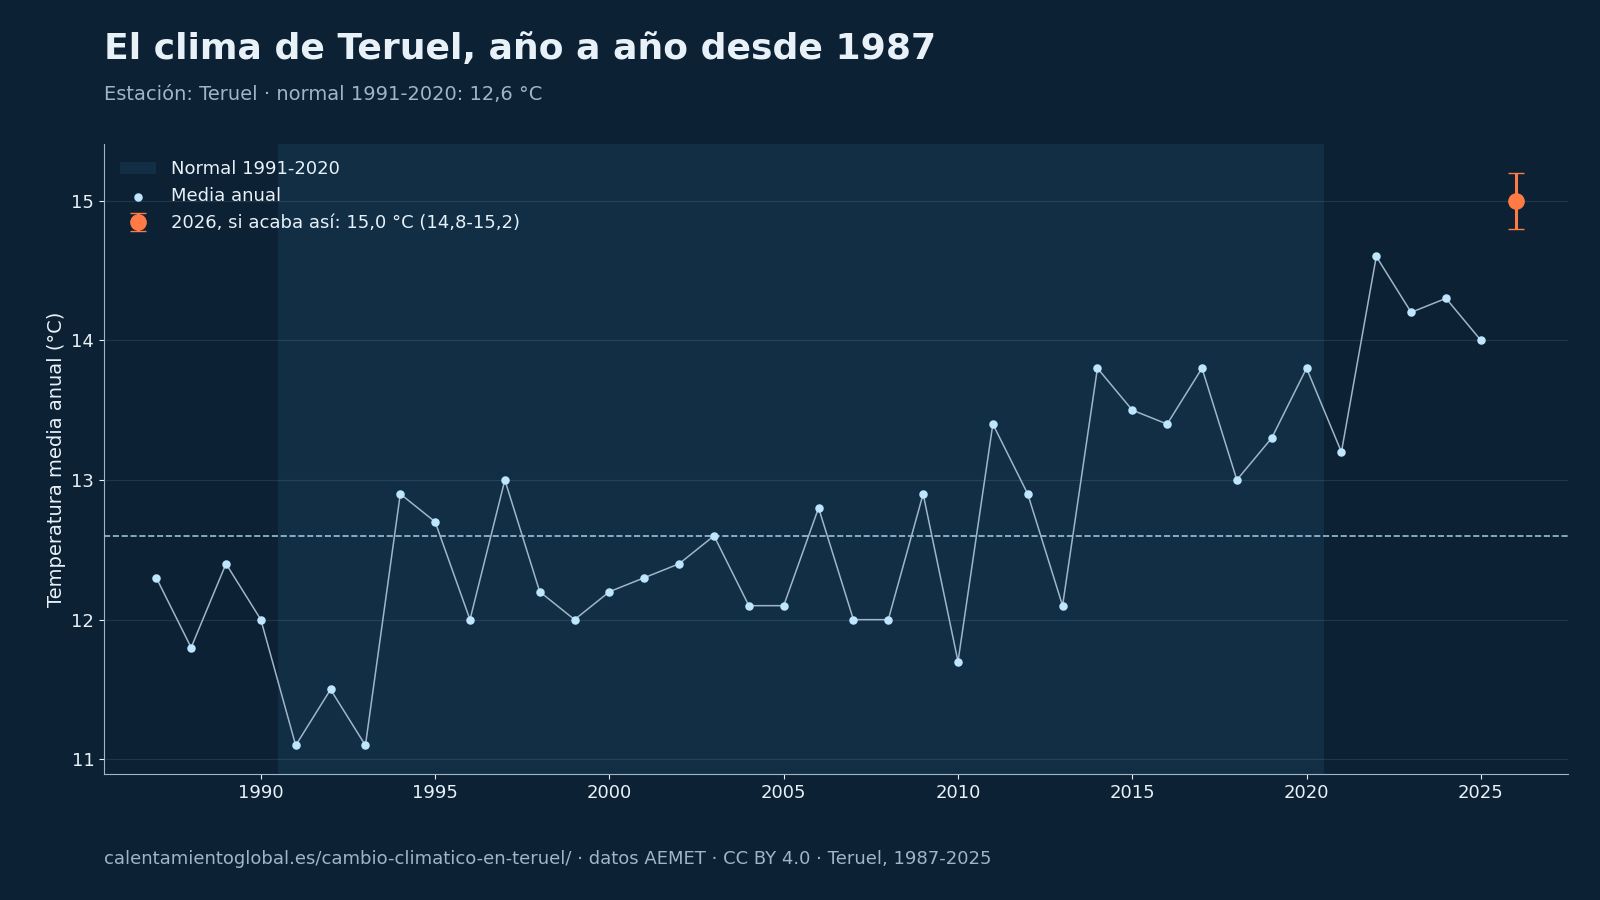 El clima de Teruel, año a año desde 1987
Estación: Teruel · normal 1991-2020: 12,6 °C
Normal 1991-2020
Media anual
2026, si acaba así: 15,0 °C (14,8-15,2)
Temperatura media anual (°C)
15
14
13
12
11
1990 1995 2000 2005 2010 2015 2020 2025
calentamientoglobal.es/cambio-climatico-en-teruel/ · datos AEMET · CC BY 4.0 · Teruel, 1987-2025